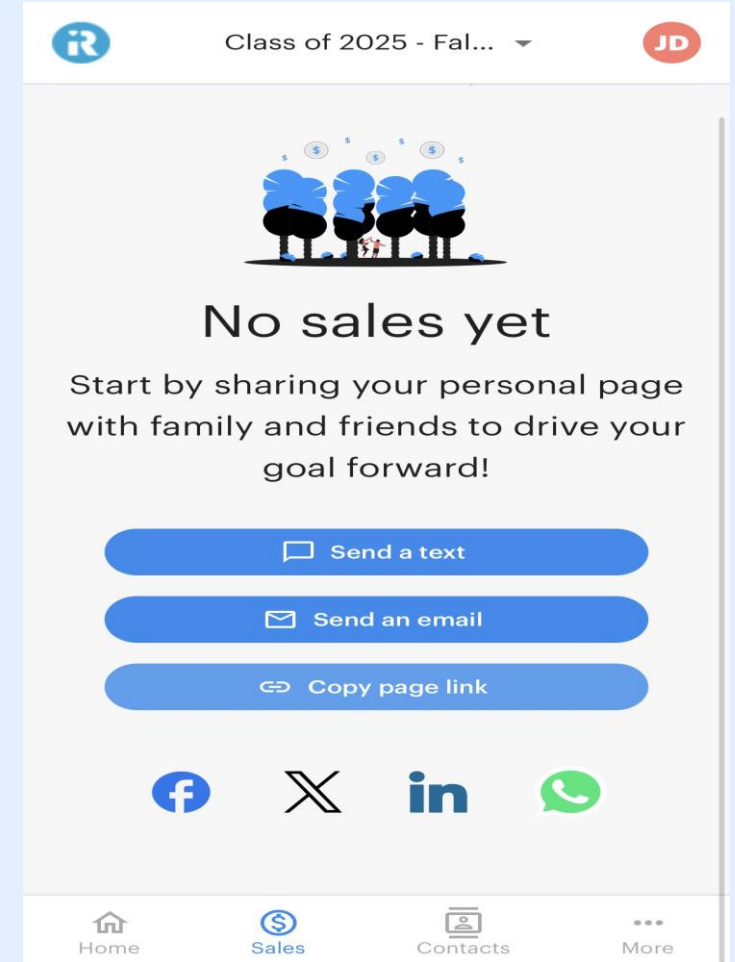 iR
Class of 2025 - Fal...
JD
$ $ $ $ $ $ $
No sales yet
Start by sharing your personal page
with family and friends to drive your
goal forward!
Send a text
Send an email
Copy page link
f X in
$
Home Sales Contacts More